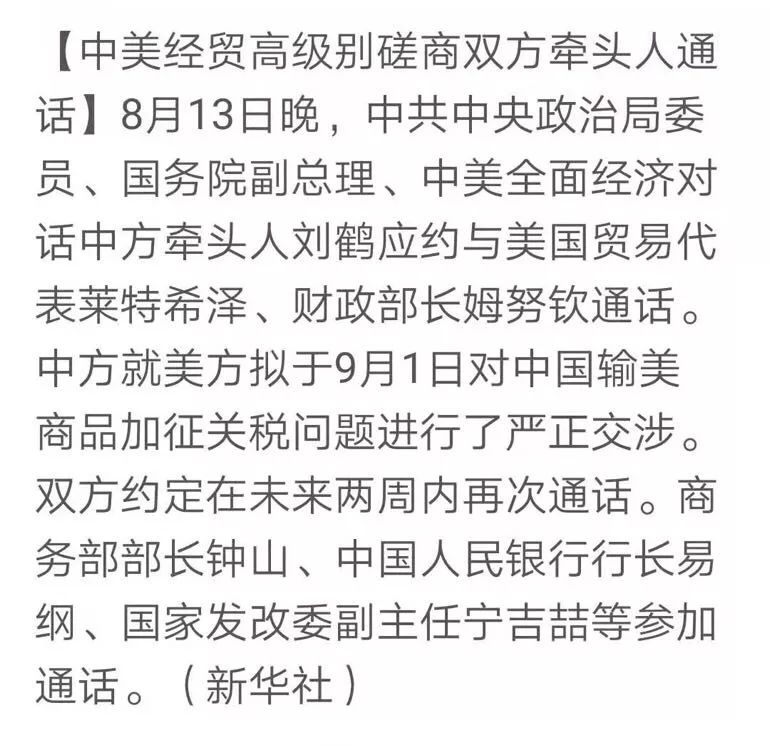 【中美经贸高级别磋商双方牵头人通
话】8月13日晚，中共中央政治局委
员、国务院副总理、中美全面经济对
话中方牵头人刘鹤应约与美国贸易代
表莱特希泽、财政部长姆努钦通话。
中方就美方拟于9月1日对中国输美
商品加征关税问题进行了严正交涉。
双方约定在未来两周内再次通话。商
务部部长钟山、中国人民银行行长易
纲、国家发改委副主任宁吉喆等参加
通话。（新华社）